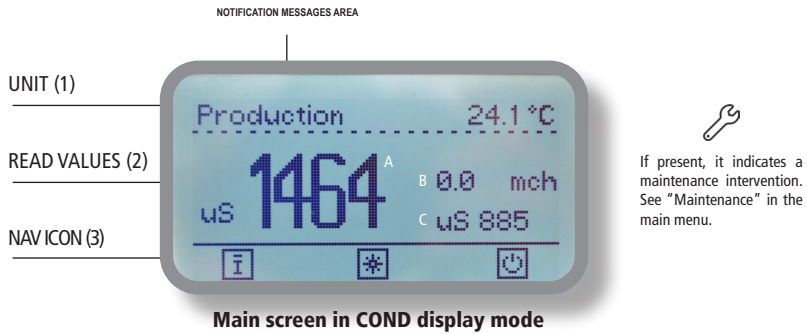 NOTIFICATION MESSAGES AREA
UNIT (1)
Production 24.1 °C
READ VALUES (2)
uS 1464 A
B 0.0 mch
C uS 885
NAV ICON (3)
If present, it indicates a
maintenance intervention.
See "Maintenance" in the
main menu.
Main screen in COND display mode